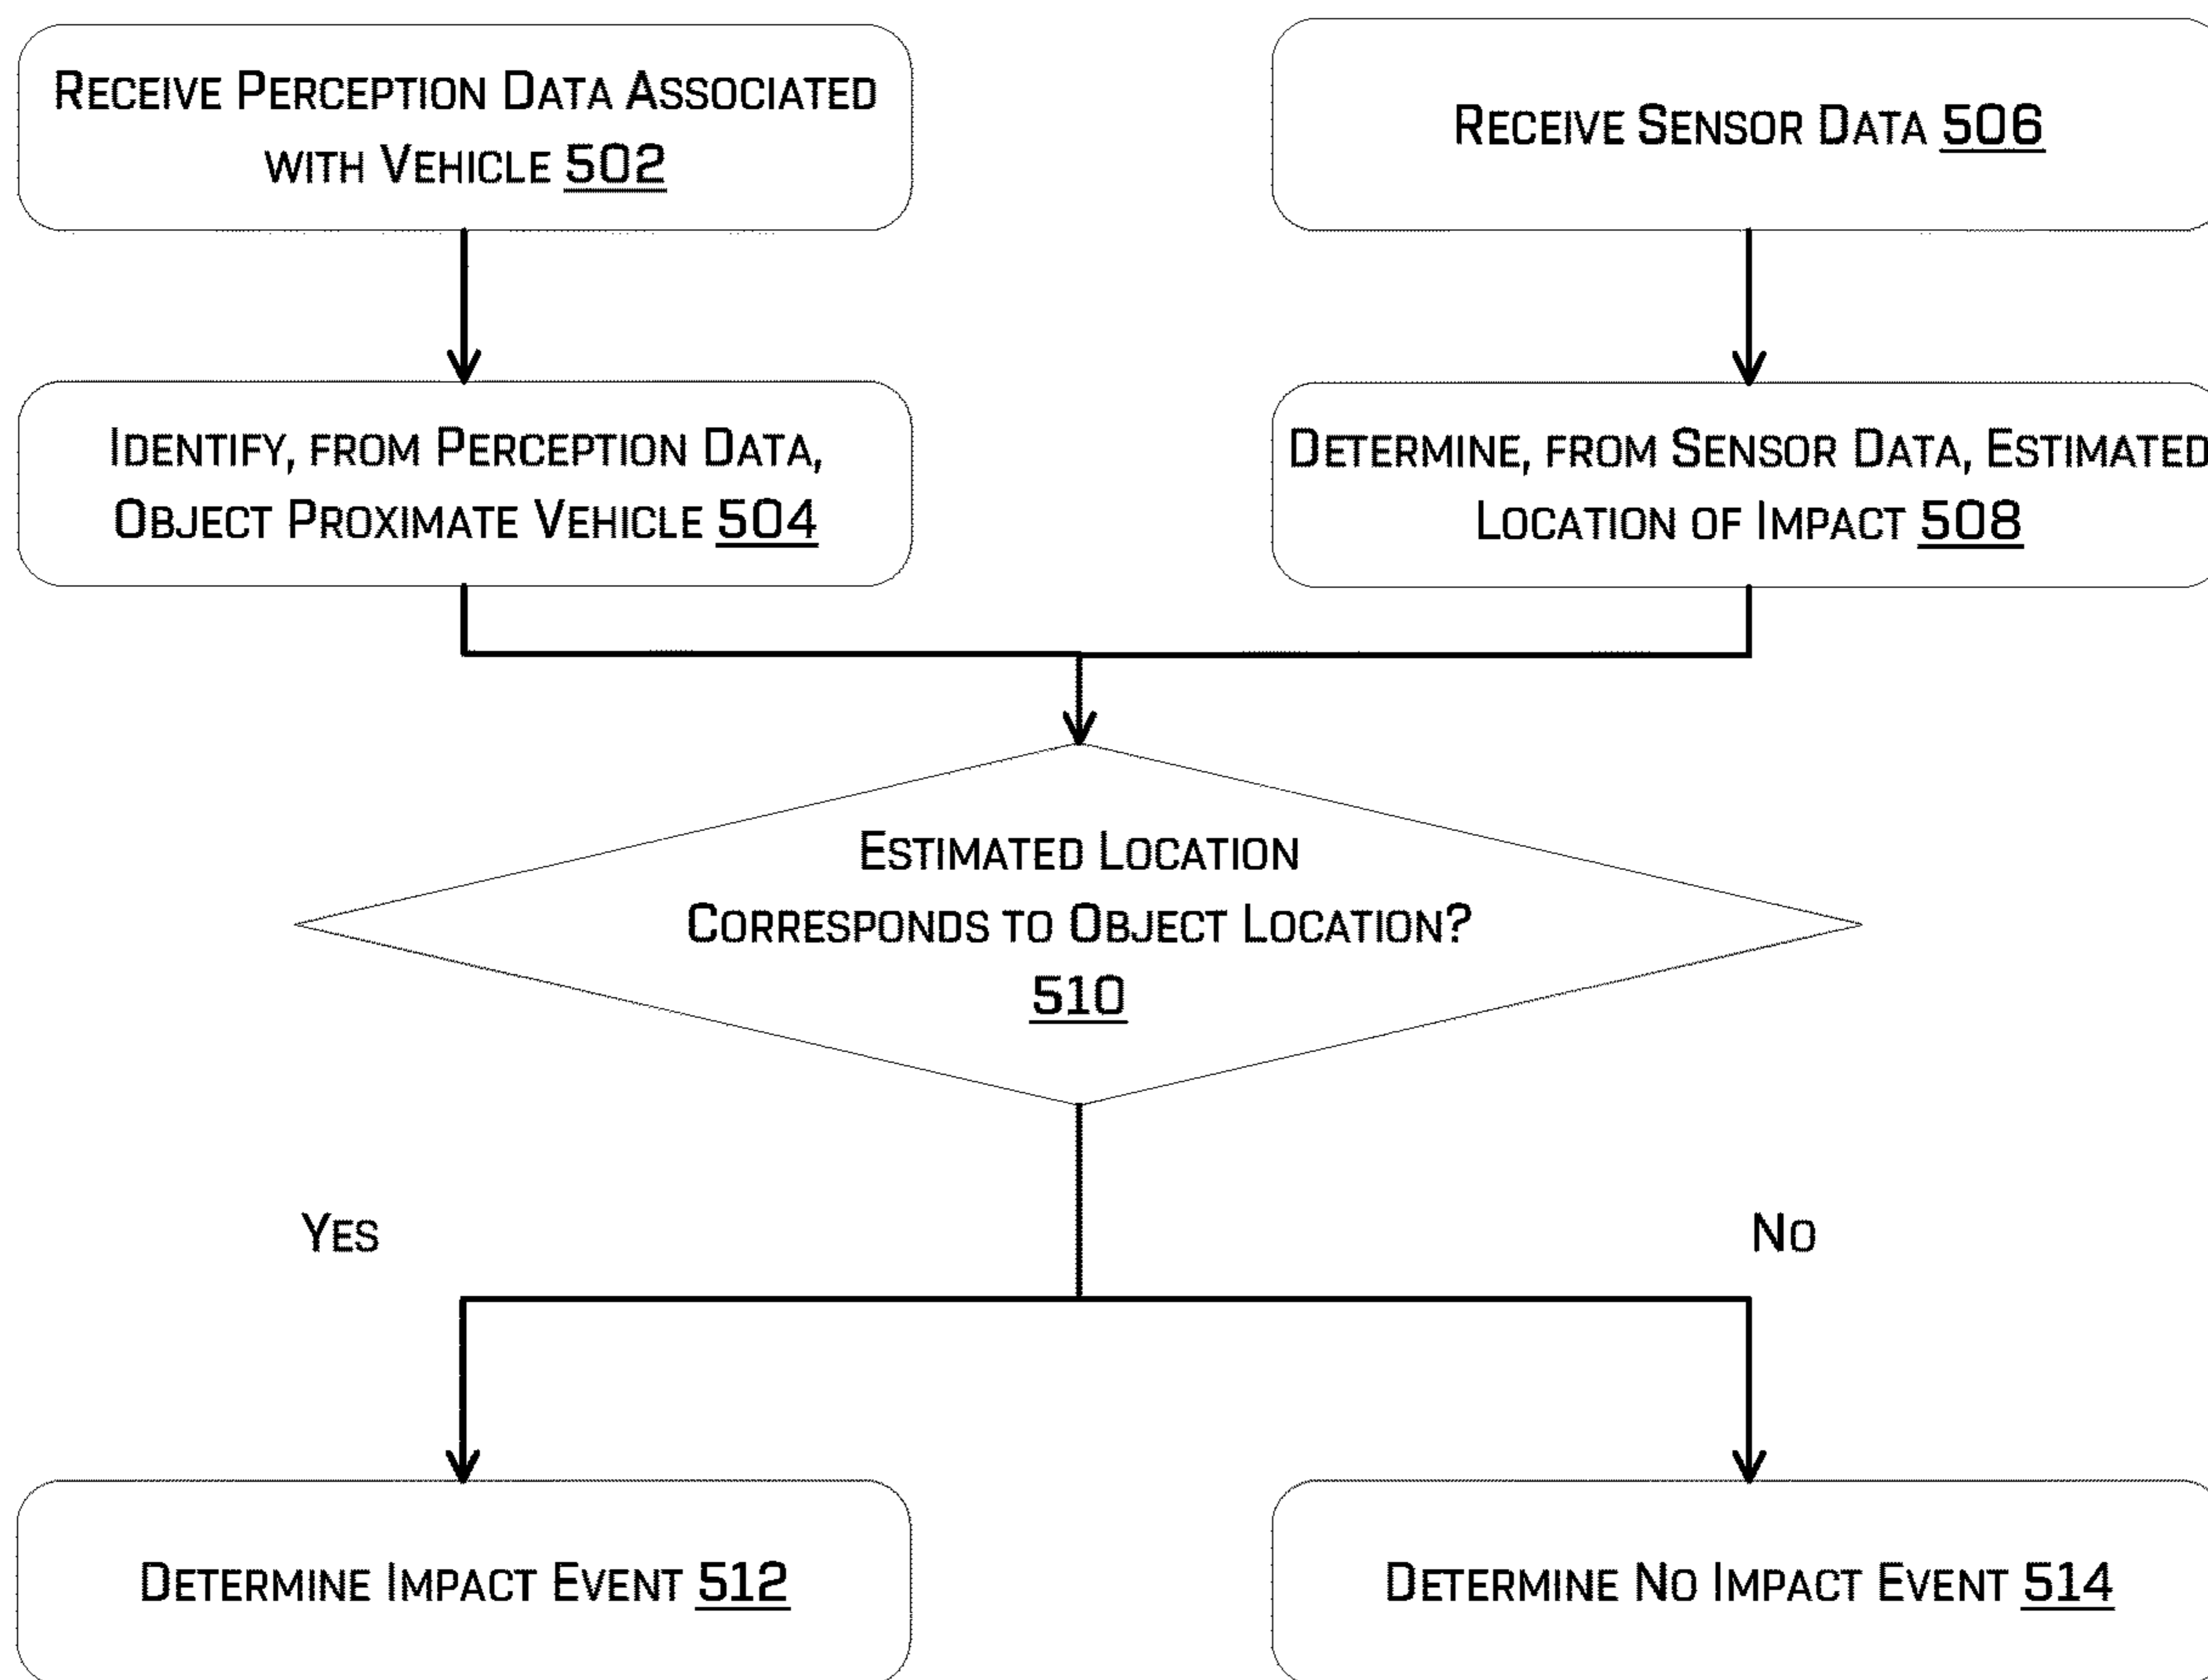 Receive Perception Data Associated
with Vehicle 502
Receive Sensor Data 506
Identify, from Perception Data,
Object Proximate Vehicle 504
Determine, from Sensor Data, Estimated
Location of Impact 508
Estimated Location
Corresponds to Object Location?
510
Yes
No
Determine Impact Event 512
Determine No Impact Event 514